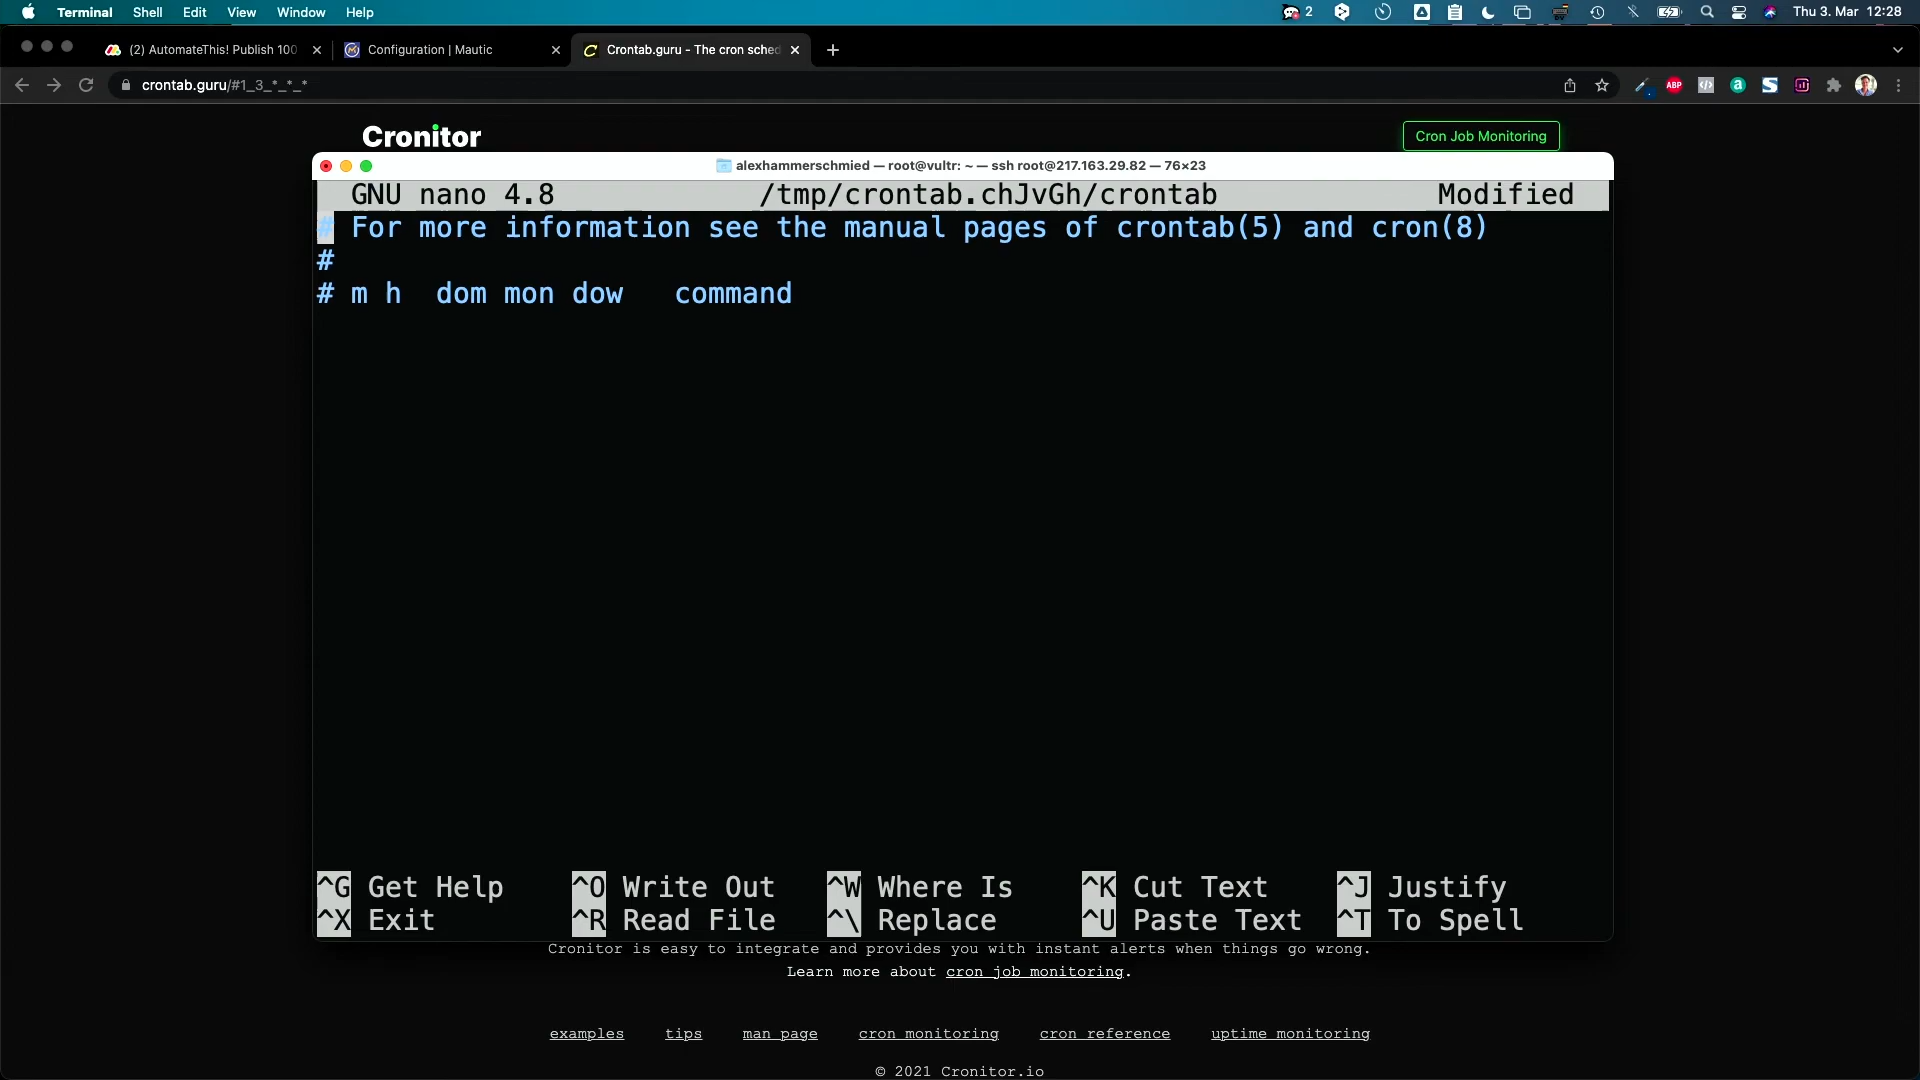 Terminal Shell Edit View Window Help 2 Thu 3. Mar 12:28
(2) AutomateThis! Publish 100 Configuration | Mautic Crontab.guru - The cron sched
crontab.guru/#1_3_*_*_*
ABP
Cronitor
Cron Job Monitoring
alexhammerschmied — root@vultr: ~ — ssh root@217.163.29.82 — 76×23
GNU nano 4.8 /tmp/crontab.chJvGh/crontab Modified
# For more information see the manual pages of crontab(5) and cron(8)
#
# m h  dom mon dow   command
^G Get Help ^O Write Out ^W Where Is ^K Cut Text ^J Justify
^X Exit ^R Read File ^\ Replace ^U Paste Text ^T To Spell
Cronitor is easy to integrate and provides you with instant alerts when things go wrong.
Learn more about cron job monitoring.
examples tips man page cron monitoring cron reference uptime monitoring
© 2021 Cronitor.io